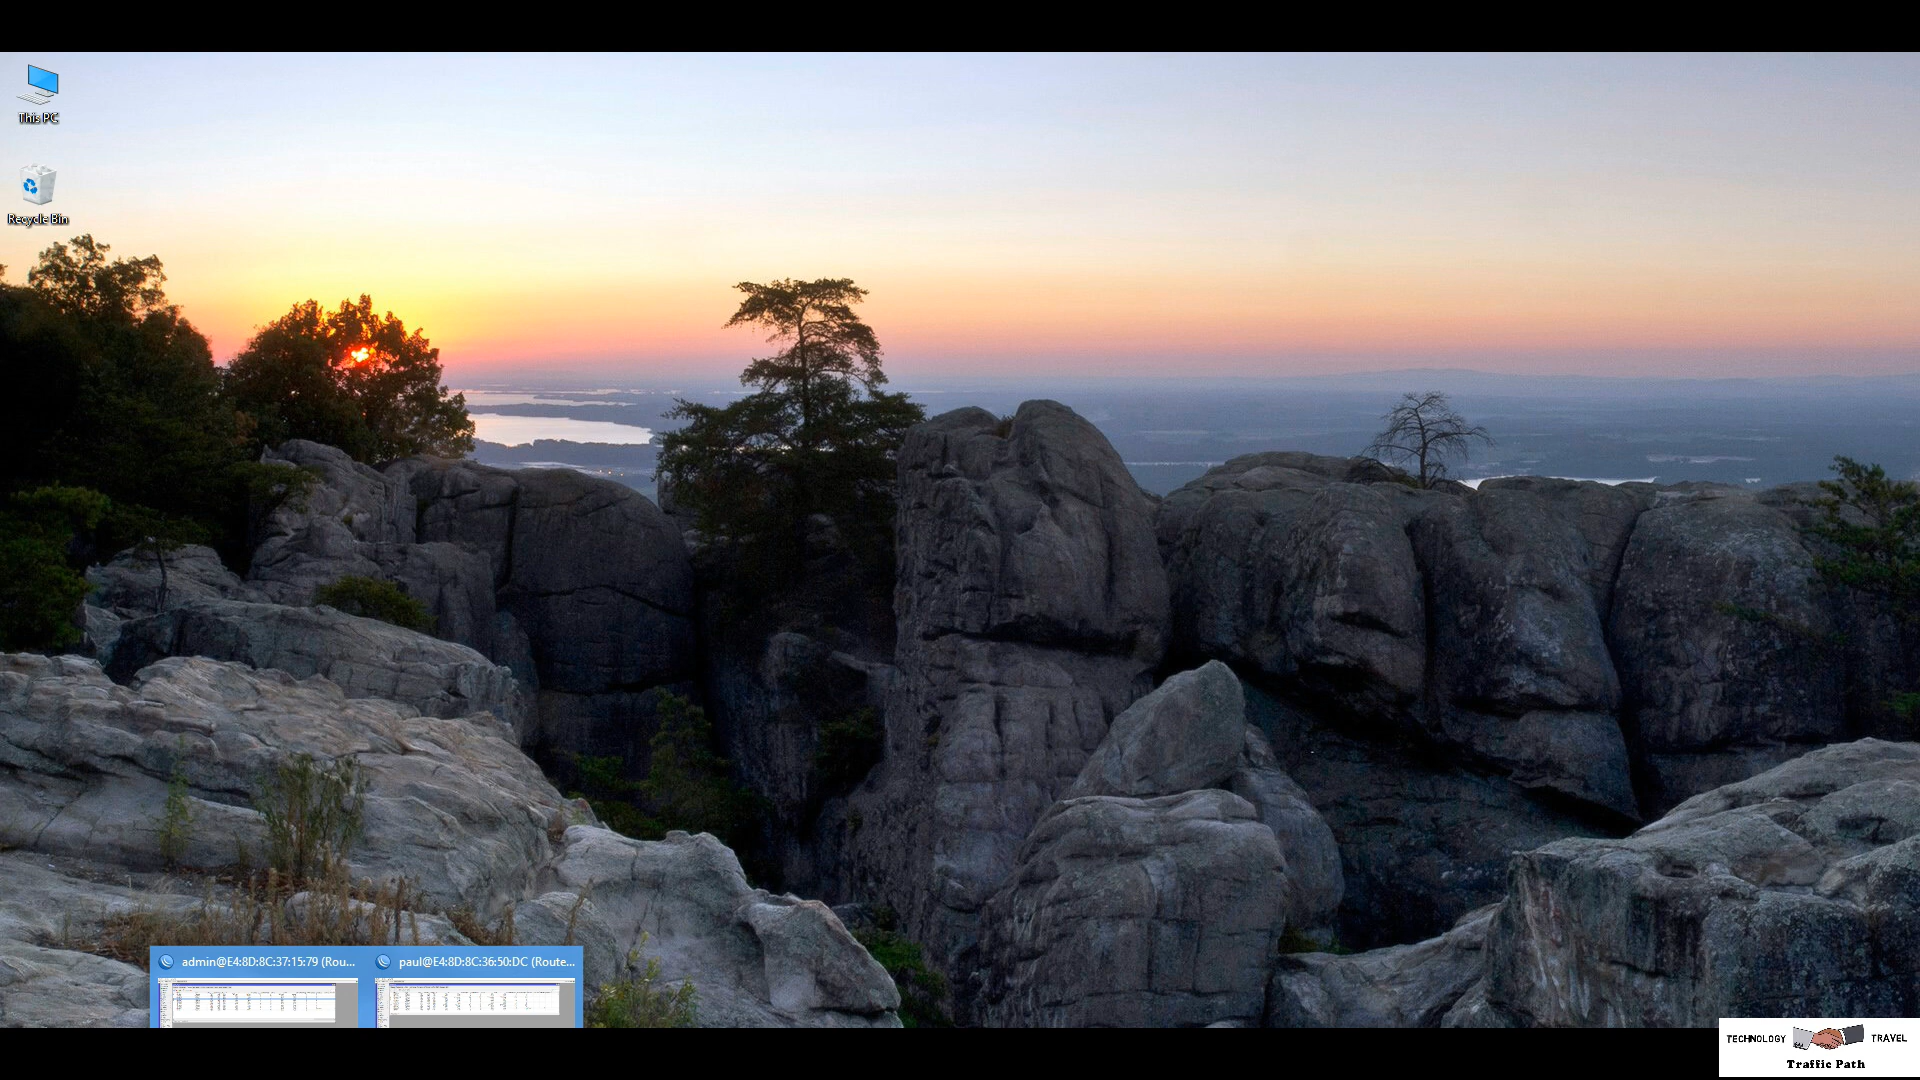 This PC
Recycle Bin
admin@E4:8D:8C:37:15:79 (Rou...
paul@E4:8D:8C:36:50:DC (Route...
TECHNOLOGY TRAVEL
Traffic Path